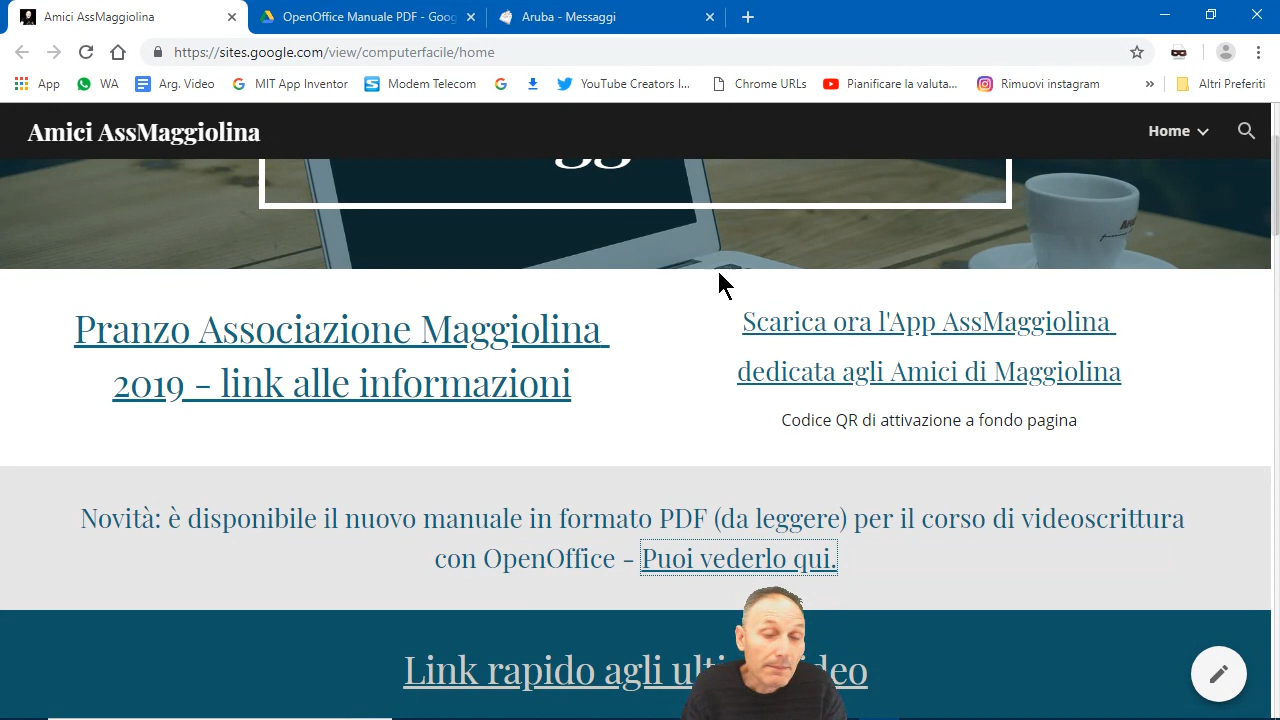 Amici AssMaggiolina
OpenOffice Manuale PDF - Goog
Aruba - Messaggi
https://sites.google.com/view/computerfacile/home
App
WA
Arg. Video
MIT App Inventor
Modem Telecom
YouTube Creators I...
Chrome URLs
Pianificare la valuta...
Rimuovi instagram
»
Altri Preferiti
Amici AssMaggiolina
Home
Pranzo Associazione Maggiolina
2019 - link alle informazioni
Scarica ora l'App AssMaggiolina
dedicata agli Amici di Maggiolina
Codice QR di attivazione a fondo pagina
Novità: è disponibile il nuovo manuale in formato PDF (da leggere) per il corso di videoscrittura
con OpenOffice - Puoi vederlo qui.
Link rapido agli